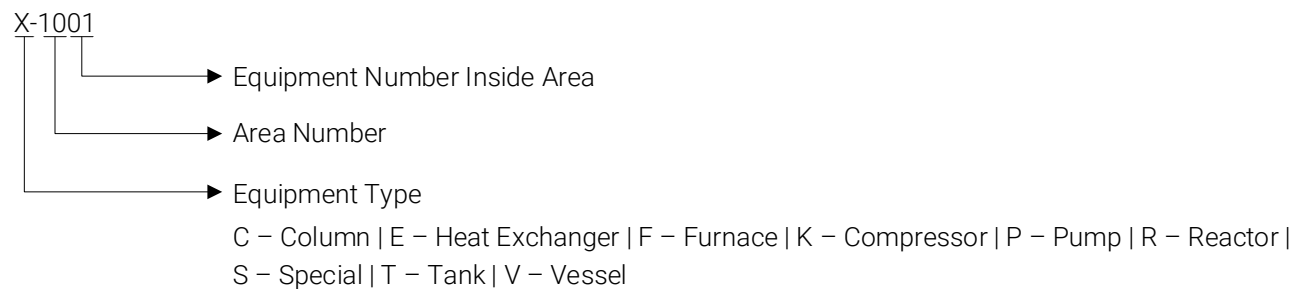 X-1001
Equipment Number Inside Area
Area Number
Equipment Type
C – Column | E – Heat Exchanger | F – Furnace | K – Compressor | P – Pump | R – Reactor |
S – Special | T – Tank | V – Vessel